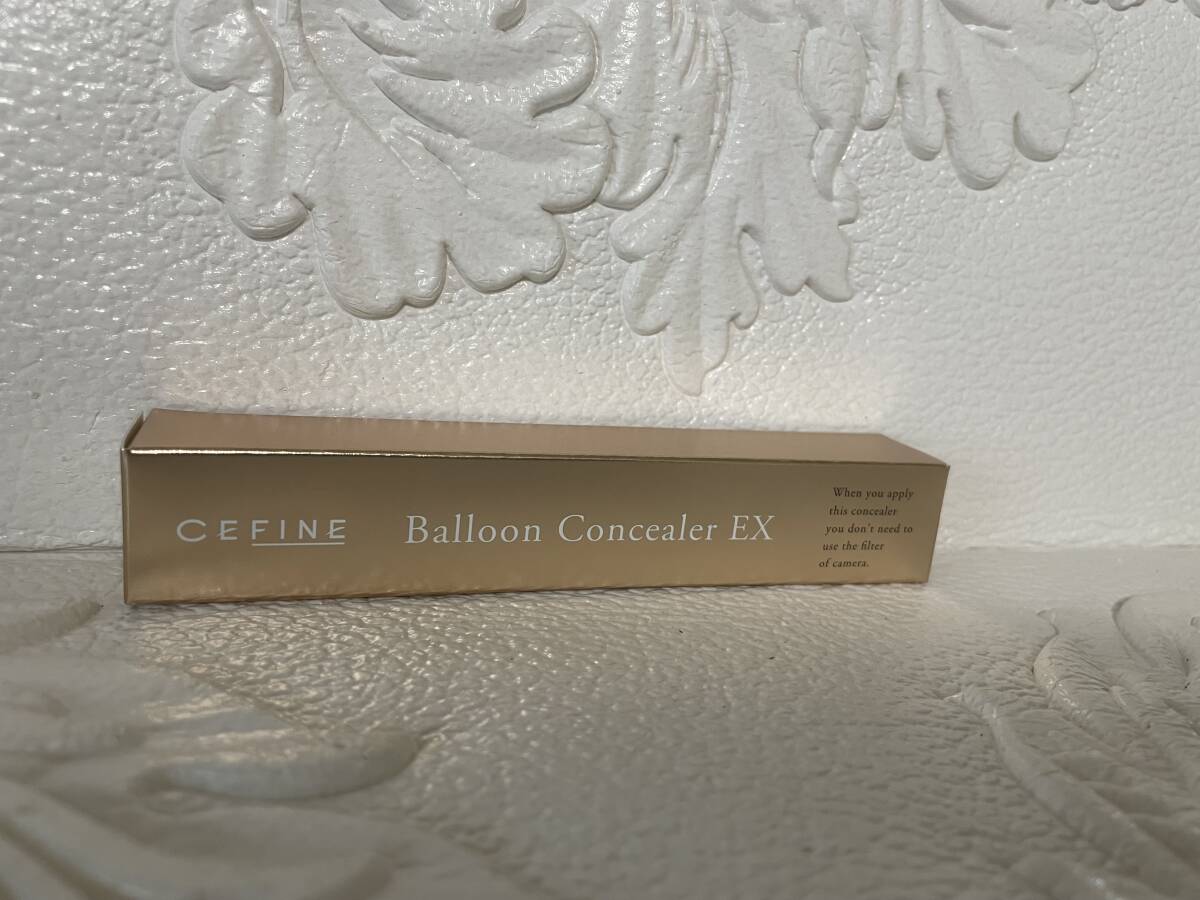 CEFINE Balloon Concealer EX
When you apply
this concealer
you don't need to
use the filter
of camera.